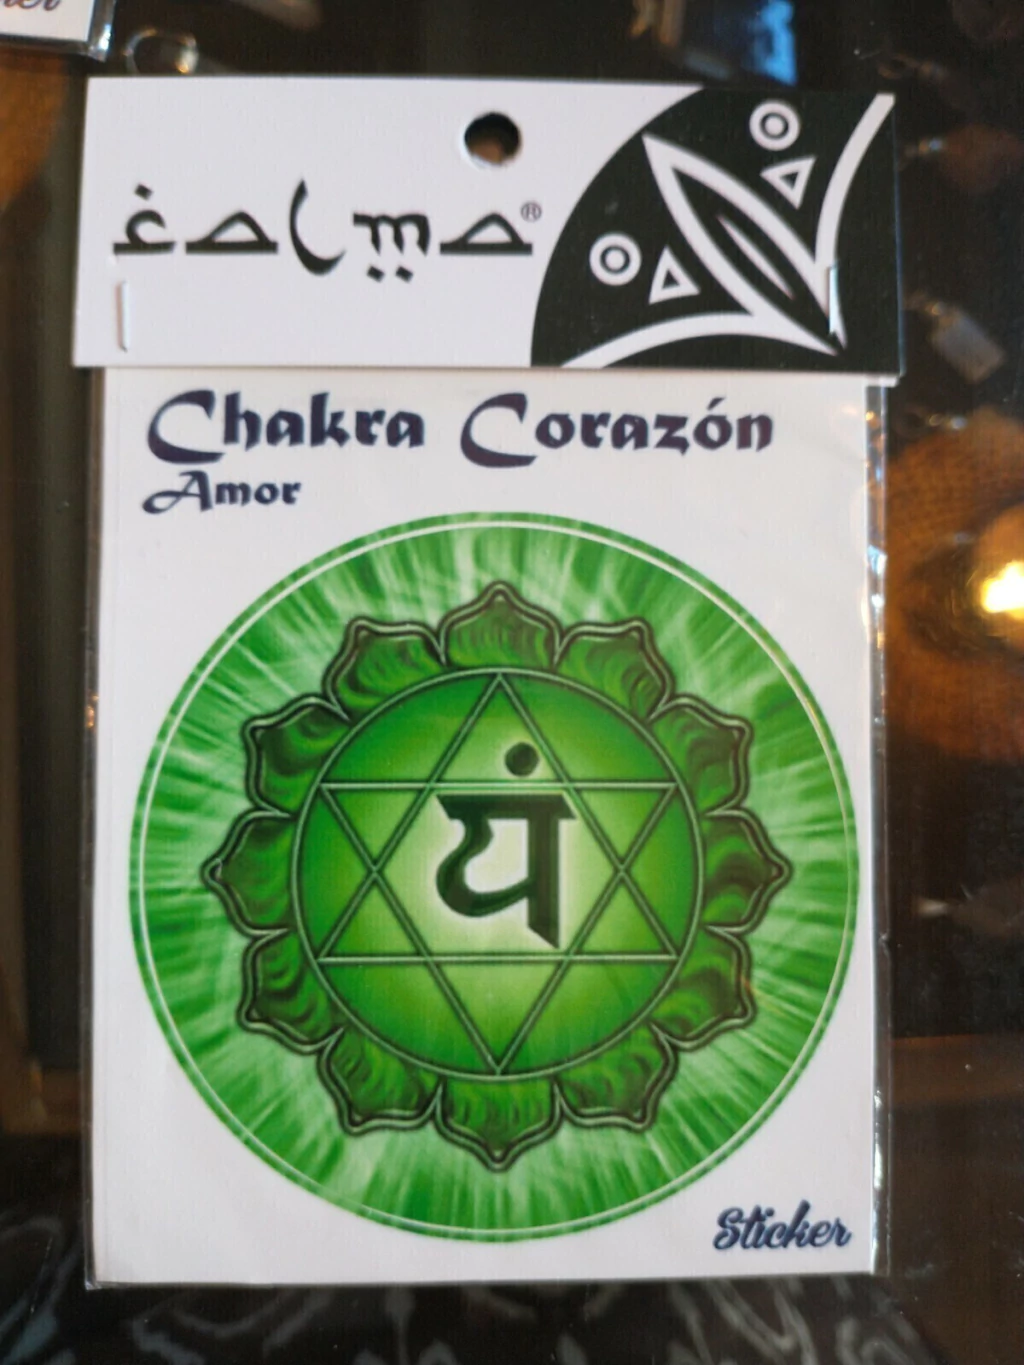 Calma®
Chakra Corazón
Amor
यं
Sticker